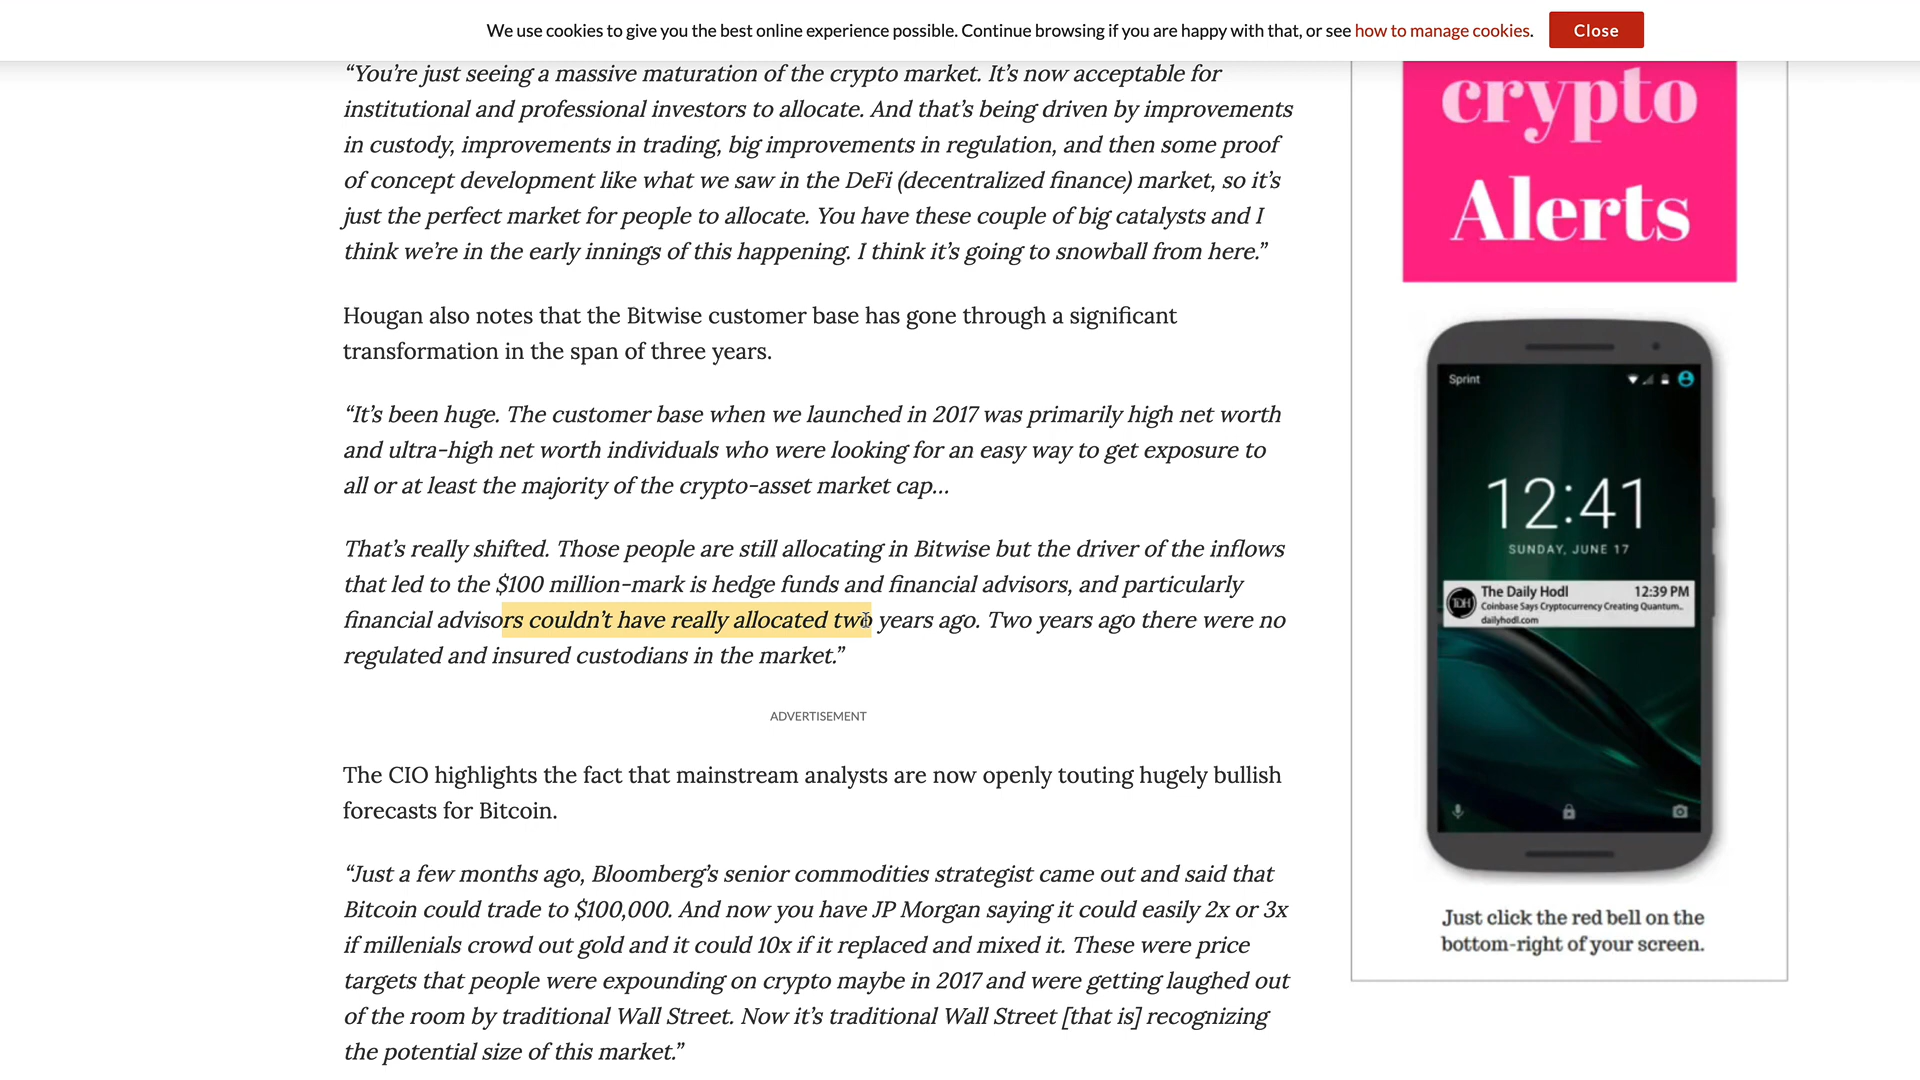 We use cookies to give you the best online experience possible. Continue browsing if you are happy with that, or see how to manage cookies.
Close
“You’re just seeing a massive maturation of the crypto market. It’s now acceptable for
institutional and professional investors to allocate. And that’s being driven by improvements
in custody, improvements in trading, big improvements in regulation, and then some proof
of concept development like what we saw in the DeFi (decentralized finance) market, so it’s
just the perfect market for people to allocate. You have these couple of big catalysts and I
think we’re in the early innings of this happening. I think it’s going to snowball from here.”
Hougan also notes that the Bitwise customer base has gone through a significant
transformation in the span of three years.
“It’s been huge. The customer base when we launched in 2017 was primarily high net worth
and ultra-high net worth individuals who were looking for an easy way to get exposure to
all or at least the majority of the crypto-asset market cap…
That’s really shifted. Those people are still allocating in Bitwise but the driver of the inflows
that led to the $100 million-mark is hedge funds and financial advisors, and particularly
financial advisors couldn’t have really allocated two years ago. Two years ago there were no
regulated and insured custodians in the market.”
ADVERTISEMENT
The CIO highlights the fact that mainstream analysts are now openly touting hugely bullish
forecasts for Bitcoin.
“Just a few months ago, Bloomberg’s senior commodities strategist came out and said that
Bitcoin could trade to $100,000. And now you have JP Morgan saying it could easily 2x or 3x
if millenials crowd out gold and it could 10x if it replaced and mixed it. These were price
targets that people were expounding on crypto maybe in 2017 and were getting laughed out
of the room by traditional Wall Street. Now it’s traditional Wall Street [that is] recognizing
the potential size of this market.”
crypto
Alerts
Sprint
12:41
SUNDAY, JUNE 17
TDH
The Daily Hodl 12:39 PM
Coinbase Says Cryptocurrency Creating Quantum..
dailyhodl.com
Just click the red bell on the
bottom-right of your screen.